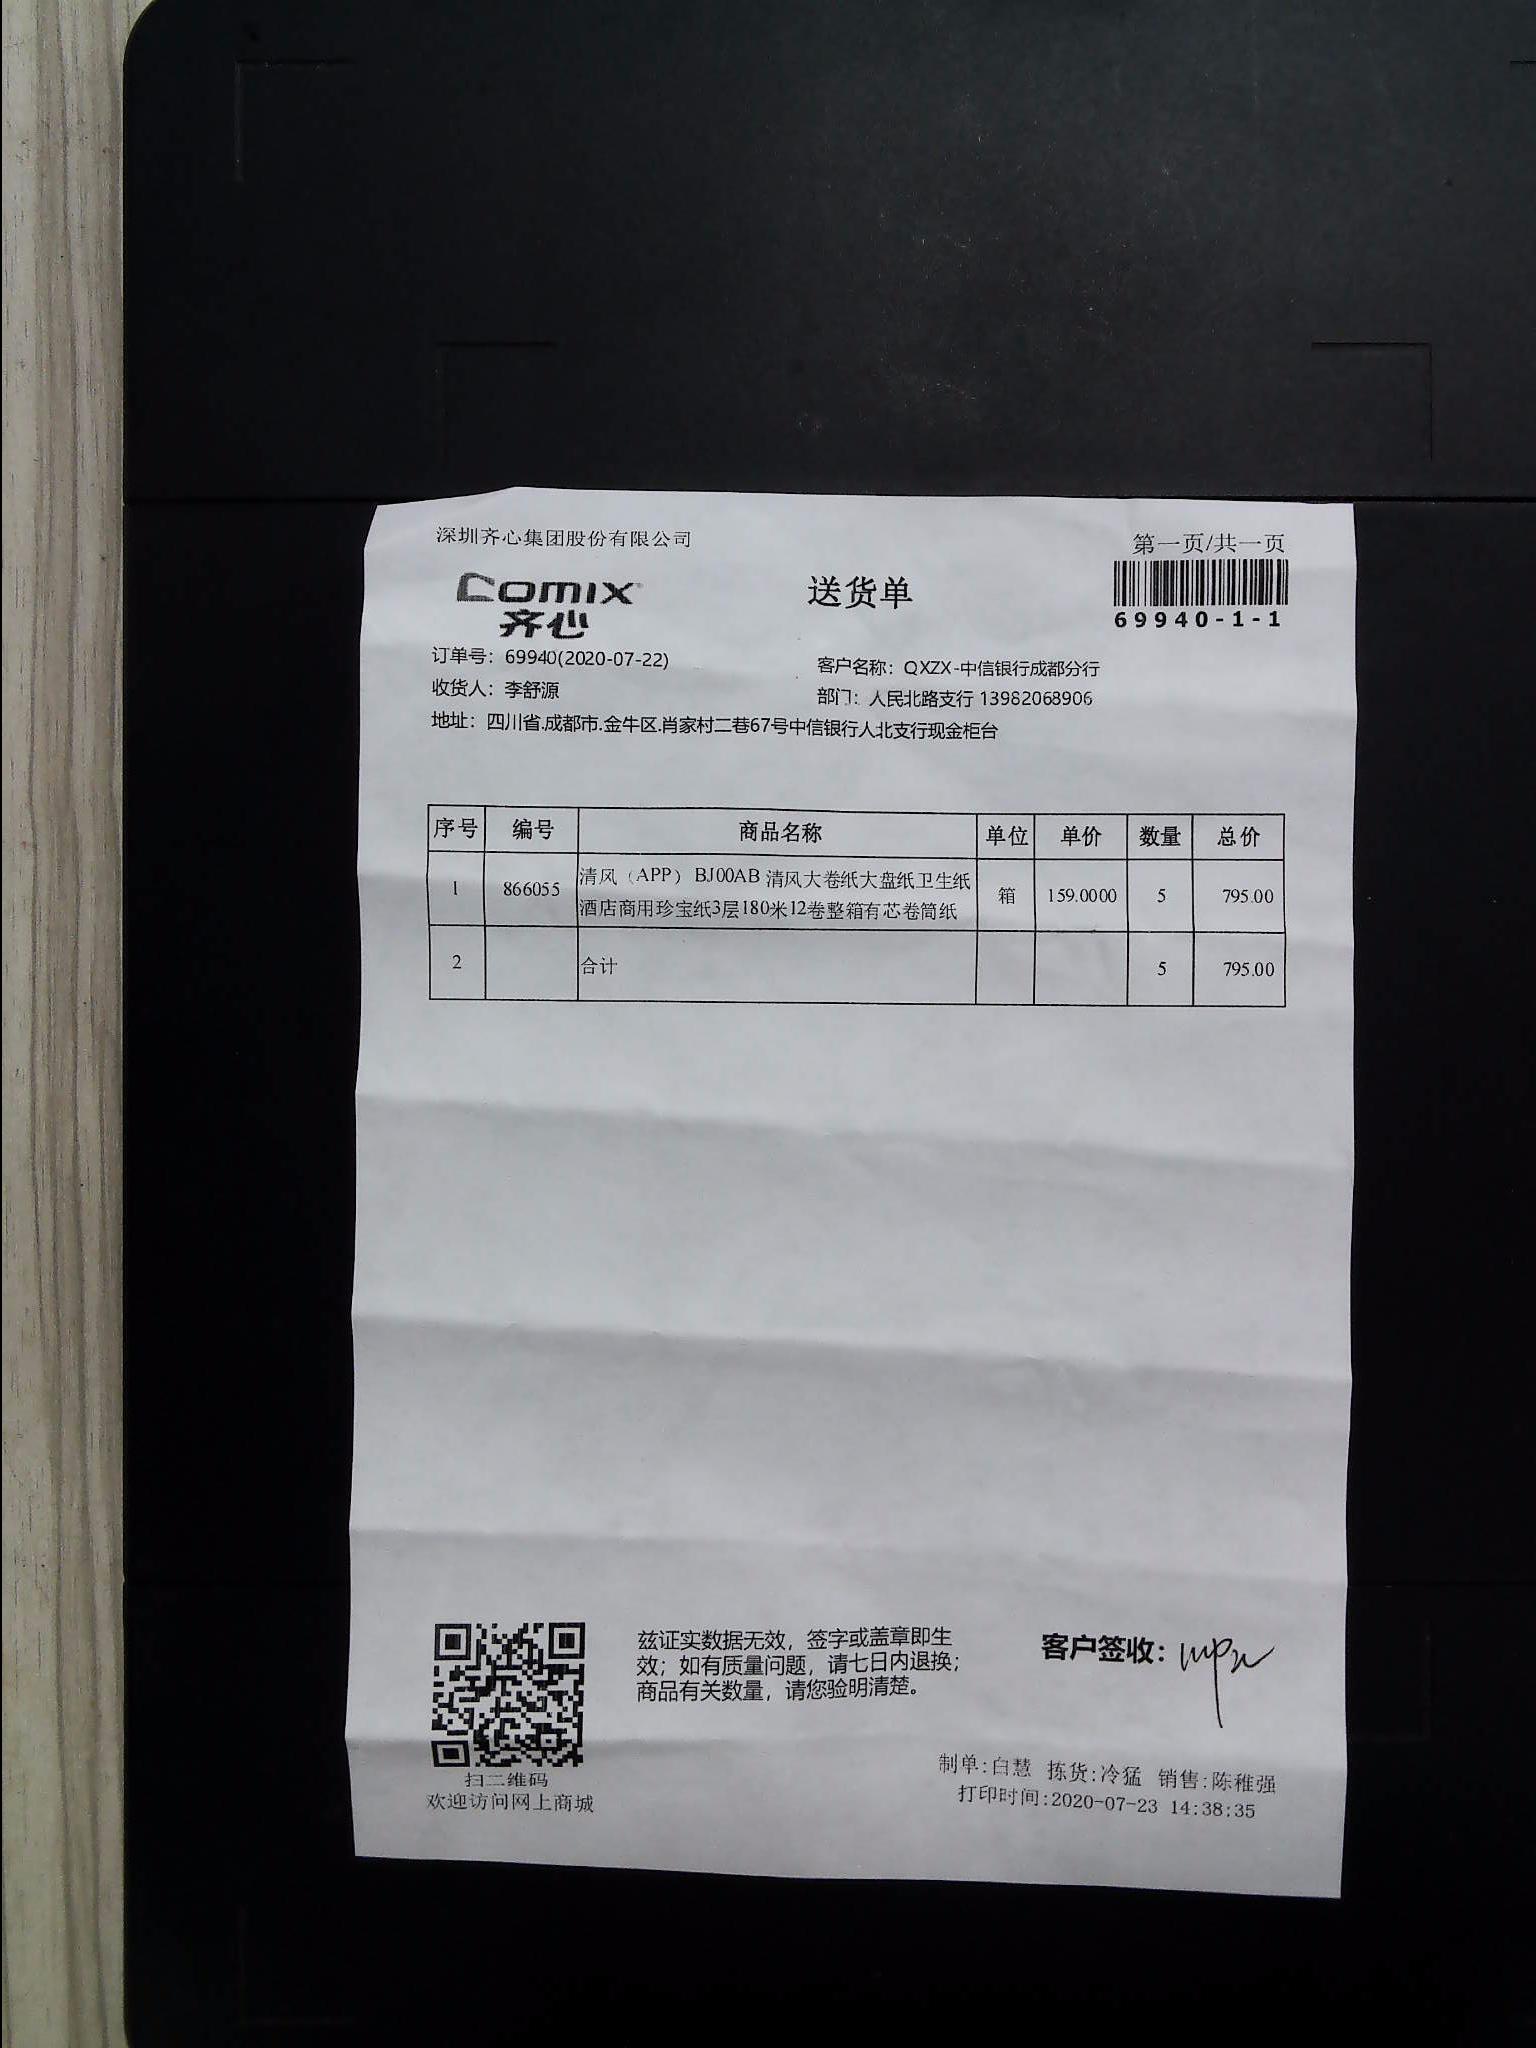 深圳齐心集团股份有限公司
第一页/共一页
comix
齐心
送货单
69940-1-1
订单号：69940(2020-07-22)
客户名称：QXZX-中信银行成都分行
收货人：李舒源
部门：人民北路支行 13982068906
地址：四川省.成都市.金牛区.肖家村二巷67号中信银行人北支行现金柜台
序号 编号 商品名称 单位 单价 数量 总价
1 866055 清风（APP）BJ00AB 清风大卷纸大盘纸卫生纸
酒店商用珍宝纸3层180米12卷整箱有芯卷筒纸 箱 159.0000 5 795.00
2 合计 5 795.00
兹证实数据无效，签字或盖章即生
效；如有质量问题，请七日内退换；
商品有关数量，请您验明清楚。
客户签收：
扫二维码
欢迎访问网上商城
制单:白慧 拣货:冷猛 销售:陈稚强
打印时间:2020-07-23 14:38:35